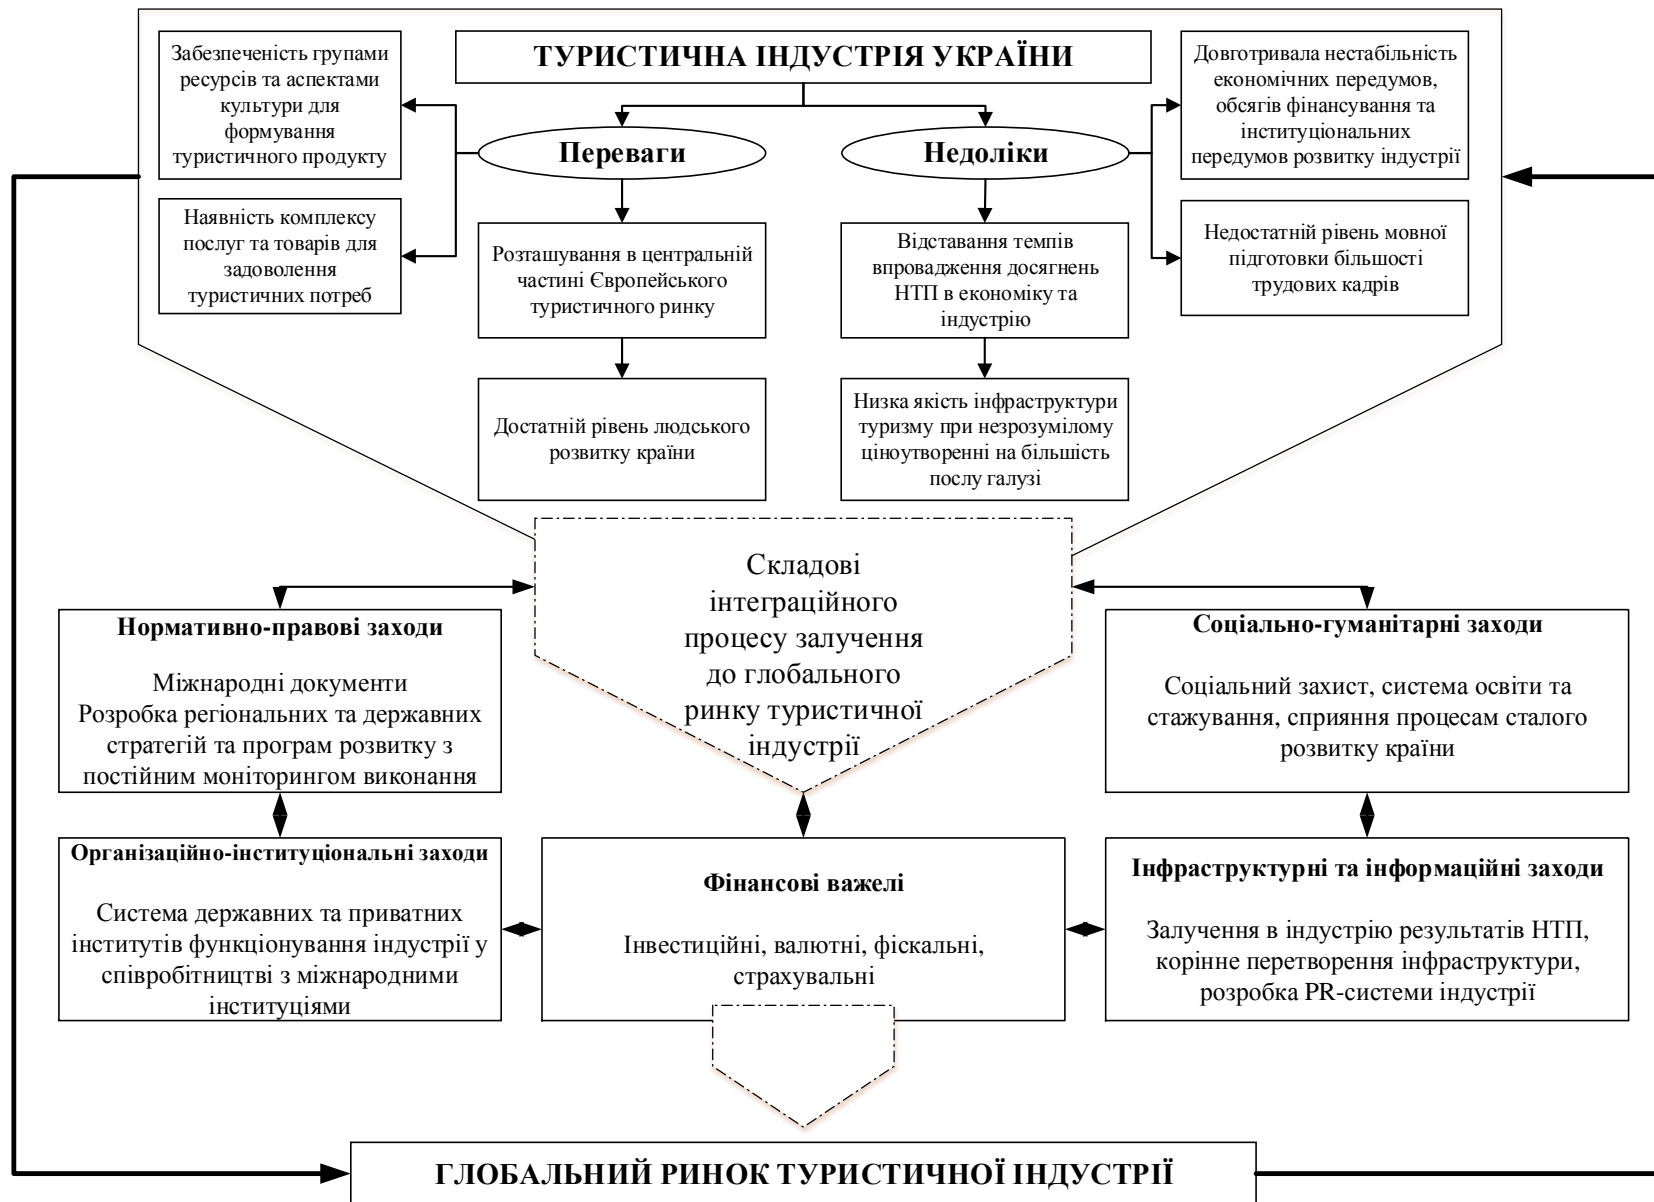 ТУРИСТИЧНА ІНДУСТРІЯ УКРАЇНИ
Забезпеченість групами
ресурсів та аспектами
культури для
формування
туристичного продукту
Переваги
Недоліки
Довготривала нестабільність
економічних передумов,
обсягів фінансування та
інституціональних
передумов розвитку індустрії
Наявність комплексу
послуг та товарів для
задоволення
туристичних потреб
Розташування в центральній
частині Європейського
туристичного ринку
Відставання темпів
впровадження досягнень
НТП в економіку та
індустрію
Недостатній рівень мовної
підготовки більшості
трудових кадрів
Достатній рівень людського
розвитку країни
Низка якість інфраструктури
туризму при незрозумілому
ціноутворенні на більшість
послу галузі
Складові
інтеграційного
процесу залучення
до глобального
ринку туристичної
індустрії
Нормативно-правові заходи
Міжнародні документи
Розробка регіональних та державних
стратегій та програм розвитку з
постійним моніторингом виконання
Соціально-гуманітарні заходи
Соціальний захист, система освіти та
стажування, сприяння процесам сталого
розвитку країни
Організаційно-інституціональні заходи
Система державних та приватних
інститутів функціонування індустрії у
співробітництві з міжнародними
інституціями
Фінансові важелі
Інвестиційні, валютні, фіскальні,
страхувальні
Інфраструктурні та інформаційні заходи
Залучення в індустрію результатів НТП,
корінне перетворення інфраструктури,
розробка PR-системи індустрії
ГЛОБАЛЬНИЙ РИНОК ТУРИСТИЧНОЇ ІНДУСТРІЇ